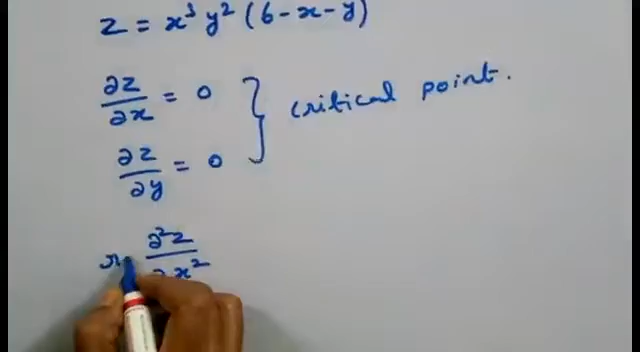 z = x³ y² (6 - x - y)
∂z/∂x = 0 } critical point.
∂z/∂y = 0
∂²z/∂x²